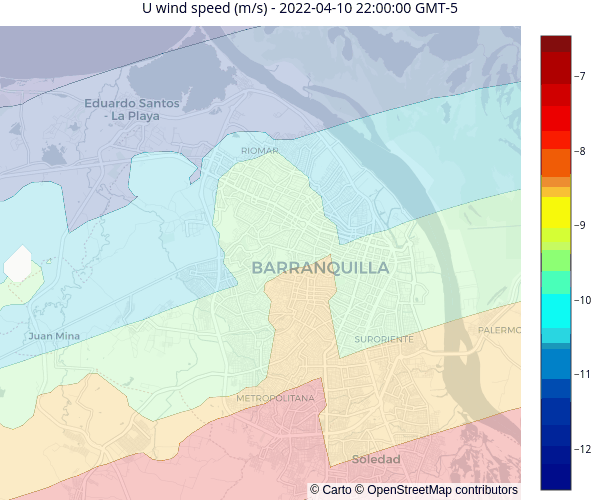 U wind speed (m/s) - 2022-04-10 22:00:00 GMT-5
−7
Eduardo Santos
- La Playa
RIOMAR
−8
−9
BARRANQUILLA
−10
Juan Mina
SURORIENTE
PALERMO
−11
METROPOLITANA
−12
Soledad
© Carto © OpenStreetMap contributors